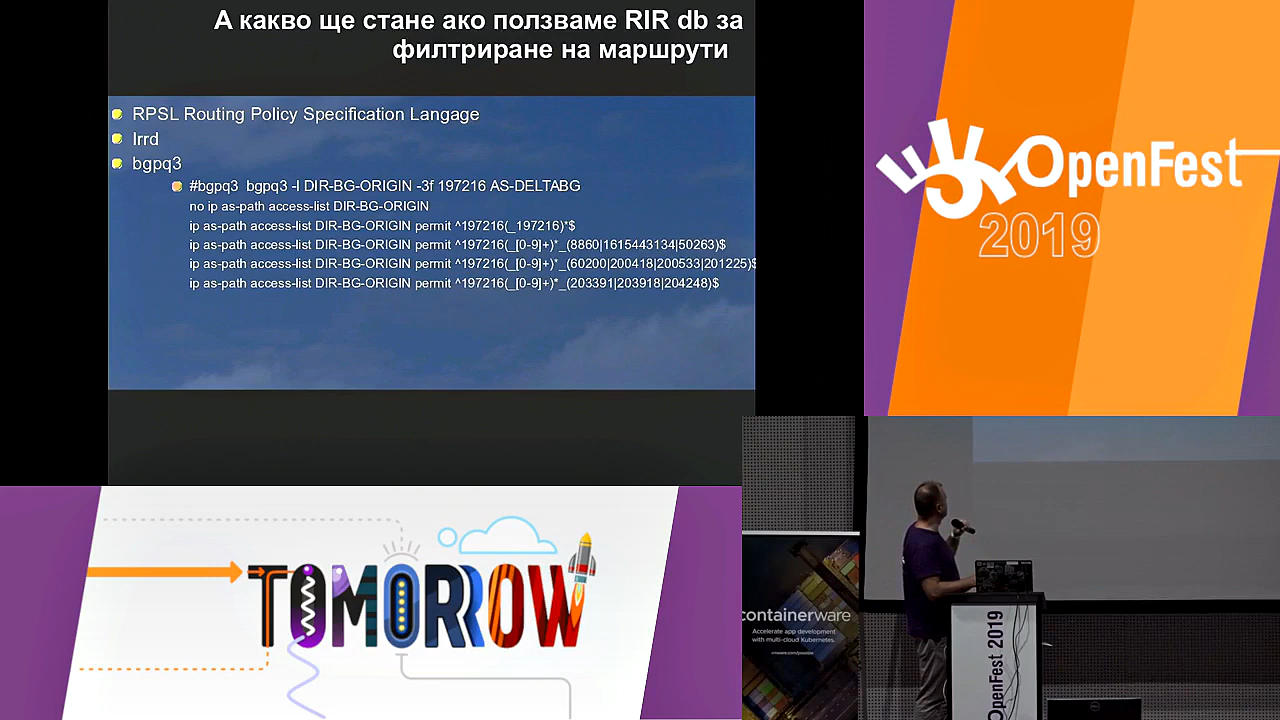 А какво ще стане ако ползваме RIR db за
филтриране на маршрути
RPSL Routing Policy Specification Langage
Irrd
bgpq3
#bgpq3 bgpq3 -l DIR-BG-ORIGIN -3f 197216 AS-DELTABG
no ip as-path access-list DIR-BG-ORIGIN
ip as-path access-list DIR-BG-ORIGIN permit ^197216(_197216)*$
ip as-path access-list DIR-BG-ORIGIN permit ^197216(_[0-9]+)*_(8860|1615443134|50263)$
ip as-path access-list DIR-BG-ORIGIN permit ^197216(_[0-9]+)*_(60200|200418|200533|201225)$
ip as-path access-list DIR-BG-ORIGIN permit ^197216(_[0-9]+)*_(203391|203918|204248)$
OpenFest
2019
TOMORROW
containerware
Accelerate app development
with multi-cloud Kubernetes.
OpenFest 2019
DELL